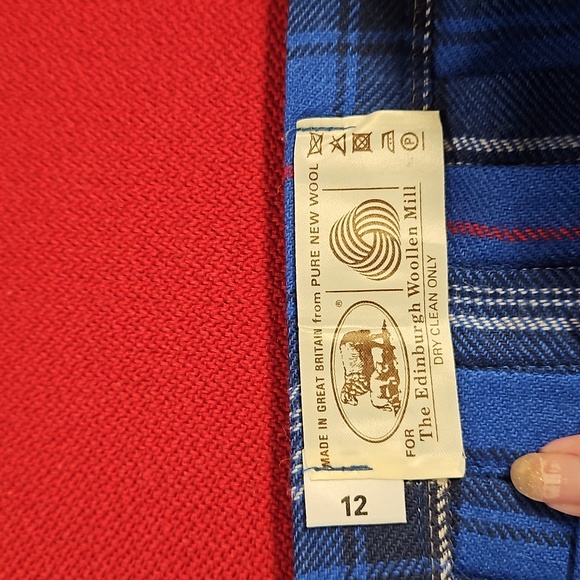 MADE IN GREAT BRITAIN from PURE NEW WOOL
®
FOR
The Edinburgh Woollen Mill
DRY CLEAN ONLY
P
12